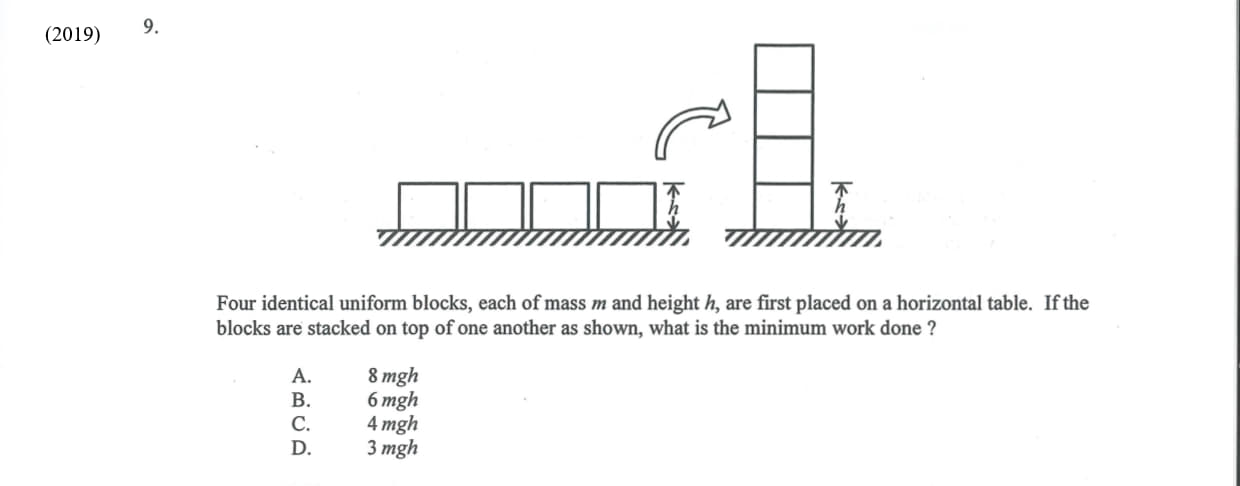 (2019) 9.
h h
Four identical uniform blocks, each of mass m and height h, are first placed on a horizontal table. If the
blocks are stacked on top of one another as shown, what is the minimum work done ?
A. 8 mgh
B. 6 mgh
C. 4 mgh
D. 3 mgh